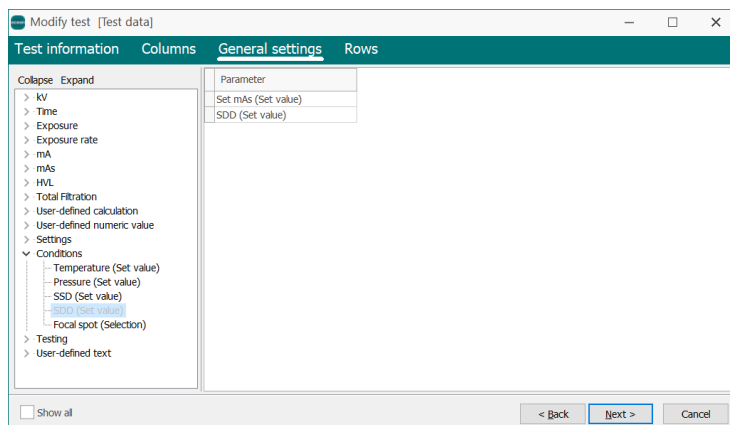 Modify test [Test data]
Test information Columns General settings Rows
Collapse Expand
kV
Time
Exposure
Exposure rate
mA
mAs
HVL
Total Filtration
User-defined calculation
User-defined numeric value
Settings
Conditions
Temperature (Set value)
Pressure (Set value)
SSD (Set value)
SDD (Set value)
Focal spot (Selection)
Testing
User-defined text
Parameter
Set mAs (Set value)
SDD (Set value)
Show all
< Back Next > Cancel